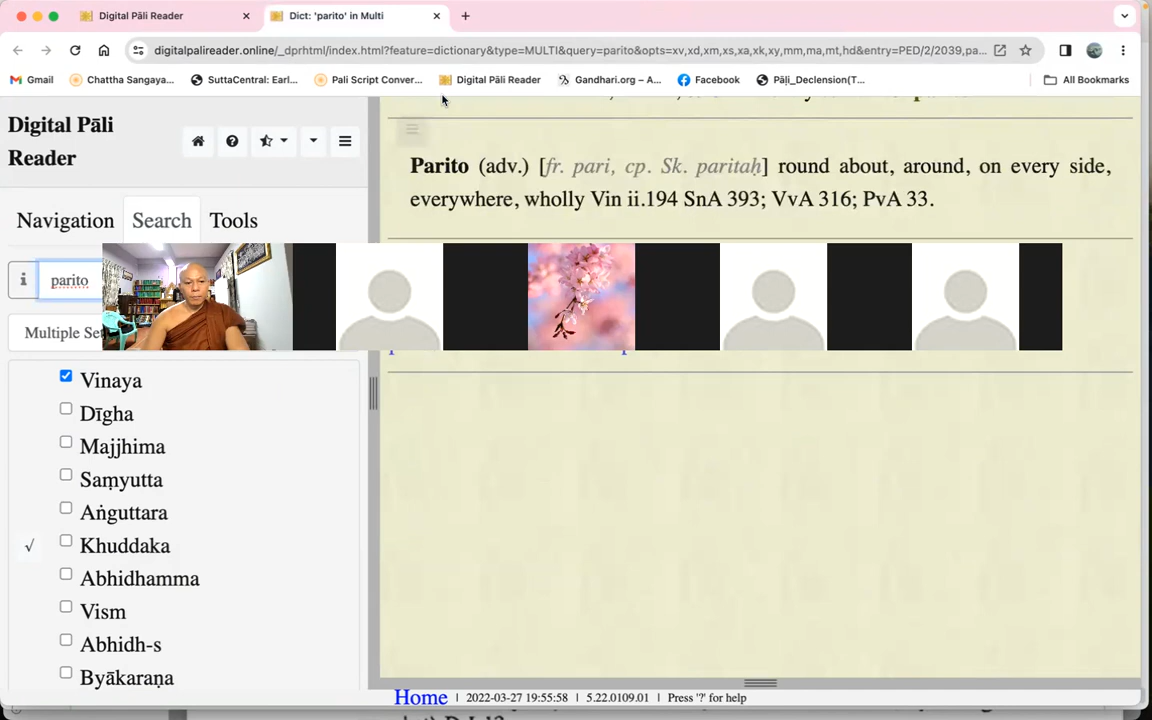 Digital Pāli Reader
Dict: 'parito' in Multi
digitalpalireader.online/_dprhtml/index.html?feature=dictionary&type=MULTI&query=parito&opts=xv,xd,xm,xs,xa,xk,xy,mm,ma,mt,hd&entry=PED/2/2039,pa...
Gmail
Chattha Sangaya...
SuttaCentral: Earl...
Pali Script Conver...
Digital Pāli Reader
Gandhari.org – A...
Facebook
Pāḷi_Declension(T...
All Bookmarks
Digital Pāli
Reader
Navigation
Search
Tools
parito
Multiple Se
Vinaya
Dīgha
Majjhima
Saṃyutta
Aṅguttara
√ Khuddaka
Abhidhamma
Vism
Abhidh-s
Byākaraṇa
Parito (adv.) [fr. pari, cp. Sk. paritaḥ] round about, around, on every side,
everywhere, wholly Vin ii.194 SnA 393; VvA 316; PvA 33.
Home | 2022-03-27 19:55:58 | 5.22.0109.01 | Press '?' for help